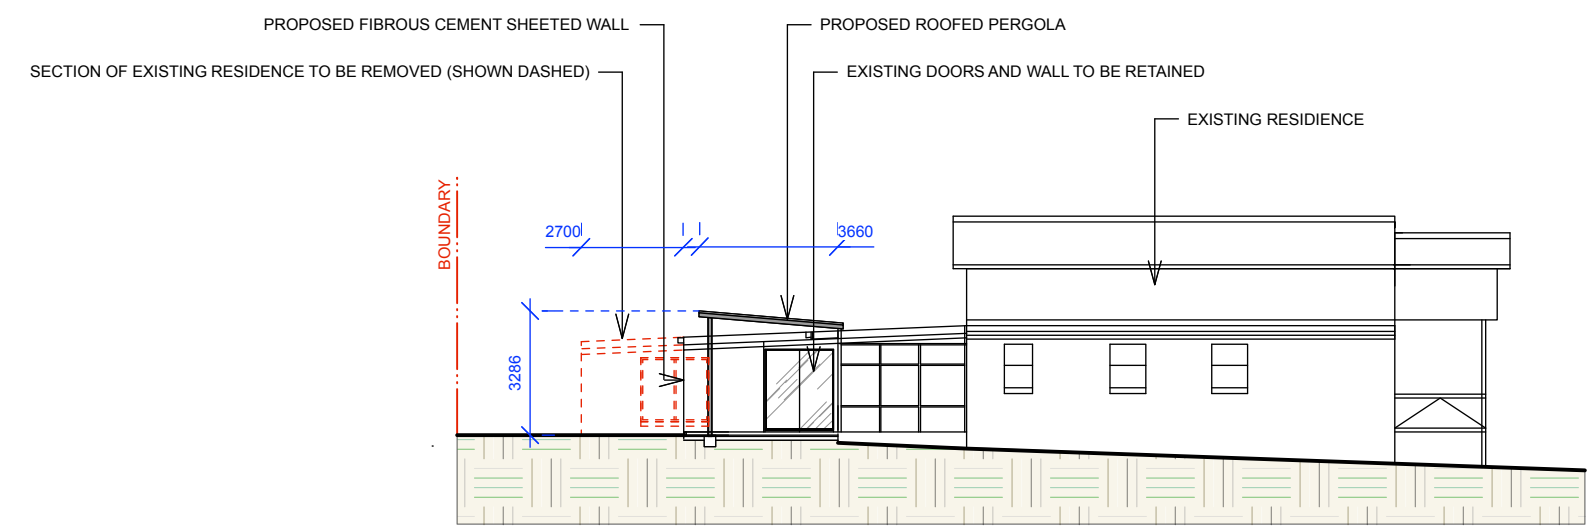 PROPOSED FIBROUS CEMENT SHEETED WALL
PROPOSED ROOFED PERGOLA
SECTION OF EXISTING RESIDENCE TO BE REMOVED (SHOWN DASHED)
EXISTING DOORS AND WALL TO BE RETAINED
EXISTING RESIDIENCE
BOUNDARY
2700
3660
3286